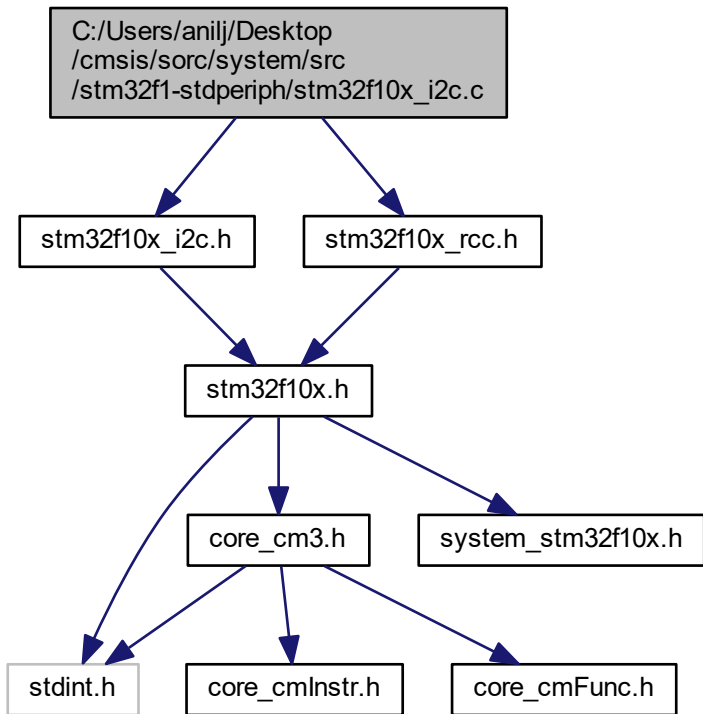 C:/Users/anilj/Desktop
/cmsis/sorc/system/src
/stm32f1-stdperiph/stm32f10x_i2c.c
stm32f10x_i2c.h
stm32f10x_rcc.h
stm32f10x.h
core_cm3.h
system_stm32f10x.h
stdint.h
core_cmInstr.h
core_cmFunc.h